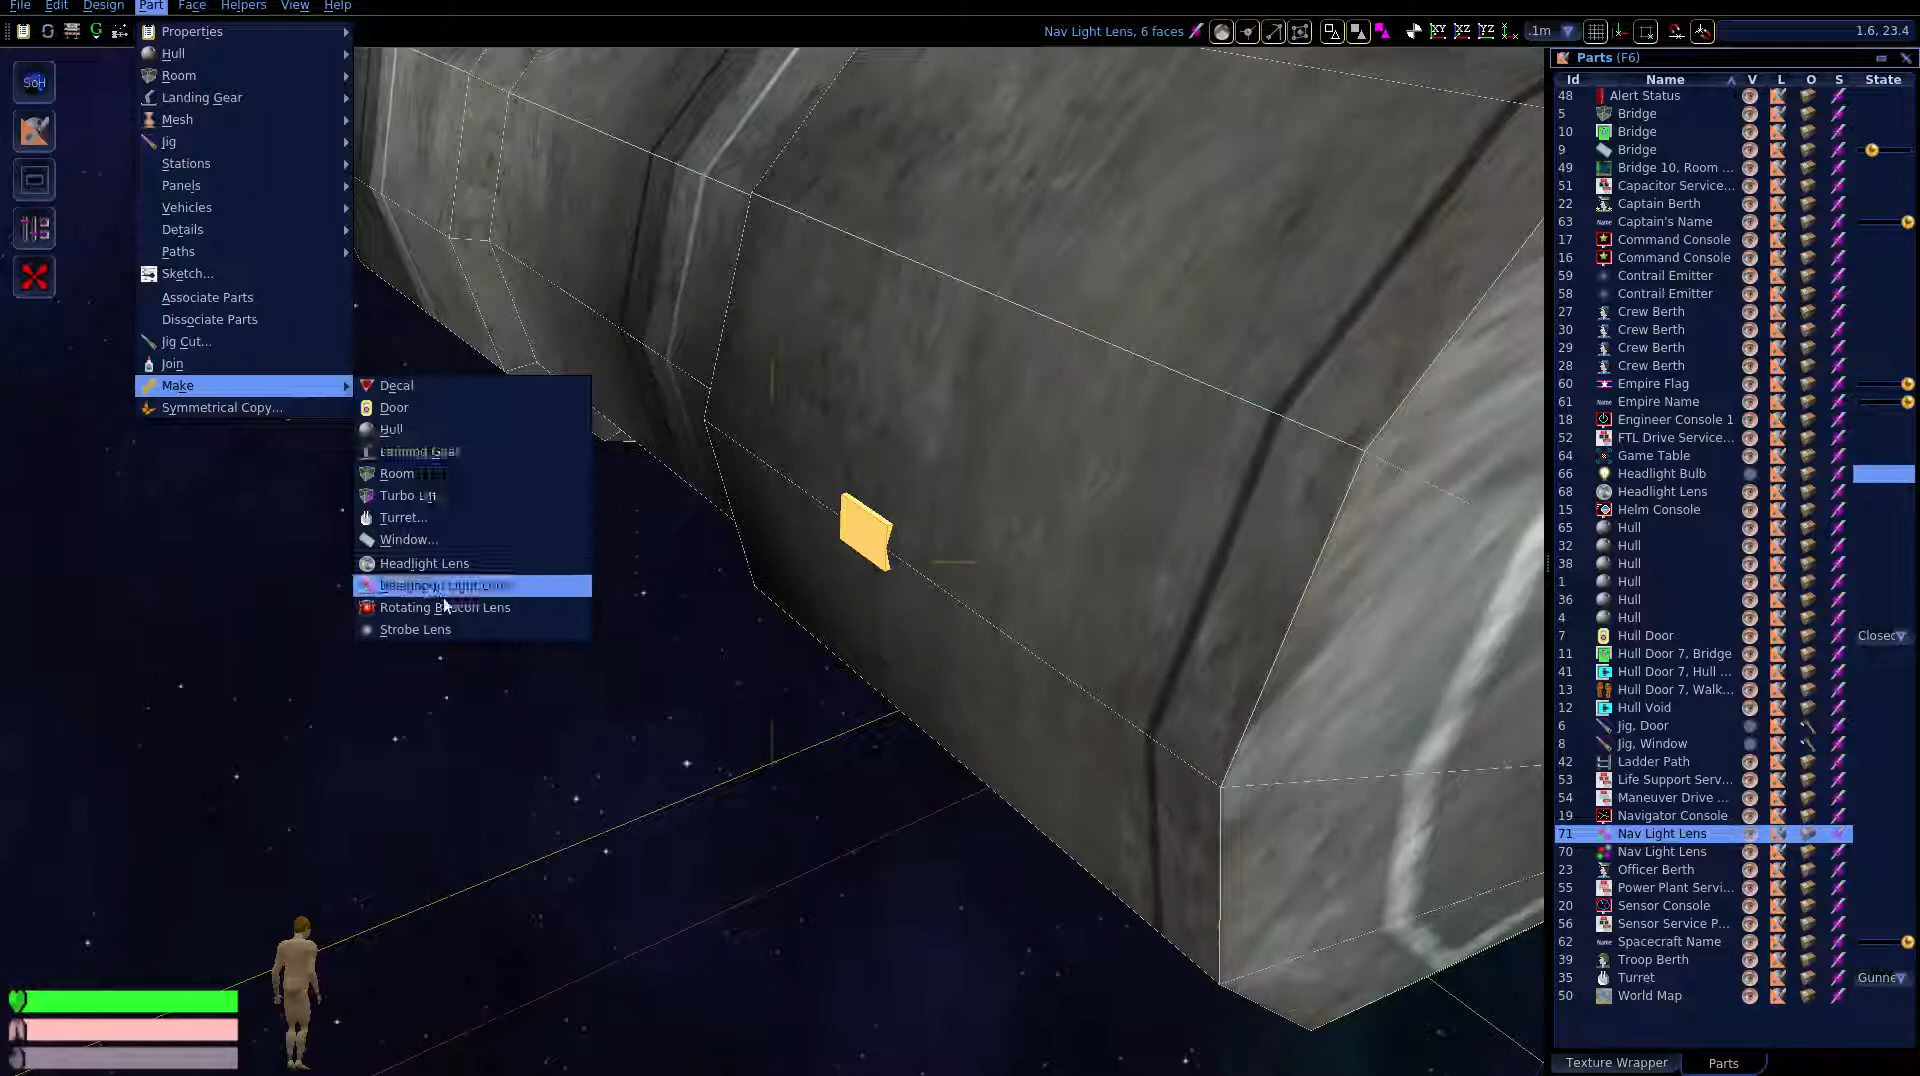 File Edit Design Part Face Helpers View Help
Nav Light Lens, 6 faces
XY XZ YZ
.1m
1.6, 23.4
SoH
Properties
Hull
Room
Landing Gear
Mesh
Jig
Stations
Panels
Vehicles
Details
Paths
Sketch...
Associate Parts
Dissociate Parts
Jig Cut...
Join
Make
Symmetrical Copy...
Decal
Door
Hull
Room
Turbo
Turret...
Window...
Headlight Lens
Rotating Beacon Lens
Strobe Lens
Parts (F6)
Id Name V L O S State
48 Alert Status
5 Bridge
10 Bridge
9 Bridge
49 Bridge 10, Room ...
51 Capacitor Service...
22 Captain Berth
63 Captain's Name
17 Command Console
16 Command Console
59 Contrail Emitter
58 Contrail Emitter
27 Crew Berth
30 Crew Berth
29 Crew Berth
28 Crew Berth
60 Empire Flag
61 Empire Name
18 Engineer Console 1
52 FTL Drive Service...
64 Game Table
66 Headlight Bulb
68 Headlight Lens
15 Helm Console
65 Hull
32 Hull
38 Hull
1 Hull
36 Hull
4 Hull
7 Hull Door Closed
11 Hull Door 7, Bridge
41 Hull Door 7, Hull ...
13 Hull Door 7, Walk...
12 Hull Void
6 Jig, Door
8 Jig, Window
42 Ladder Path
53 Life Support Serv...
54 Maneuver Drive ...
19 Navigator Console
71 Nav Light Lens
70 Nav Light Lens
23 Officer Berth
55 Power Plant Servi...
20 Sensor Console
56 Sensor Service P...
62 Spacecraft Name
39 Troop Berth
35 Turret Gunne
50 World Map
Texture Wrapper Parts